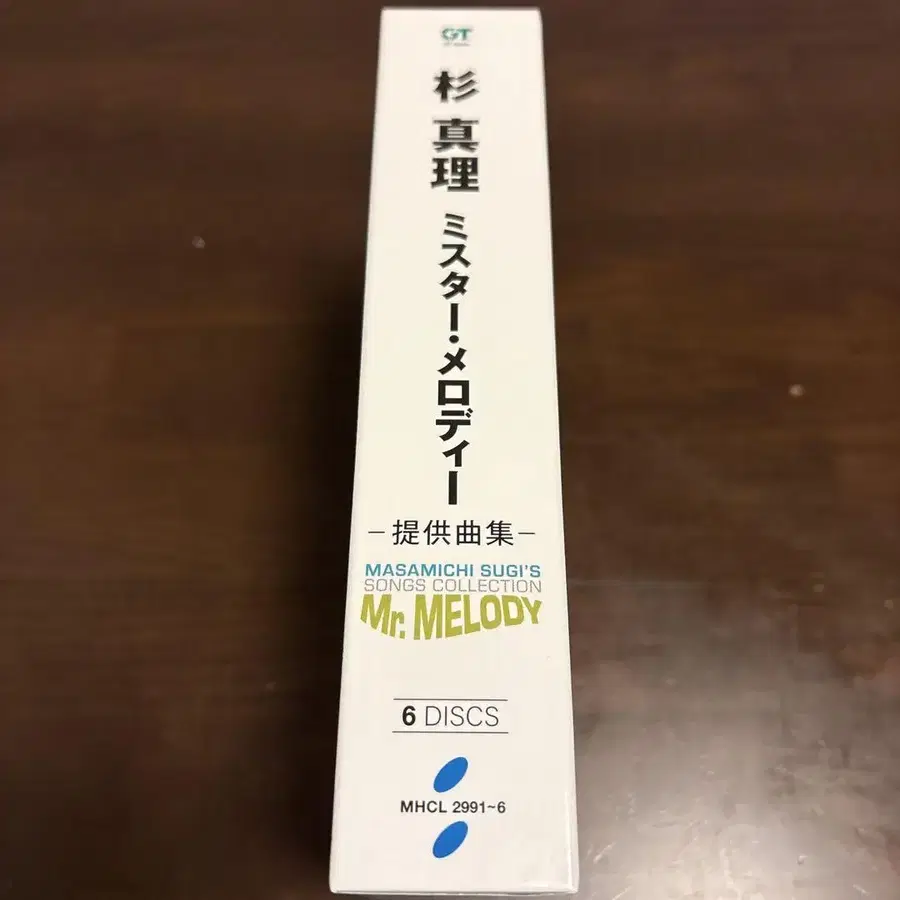 GT
杉 真理
ミスター・メロディー
–提供曲集–
MASAMICHI SUGI'S
SONGS COLLECTION
Mr. MELODY
6 DISCS
MHCL 2991~6